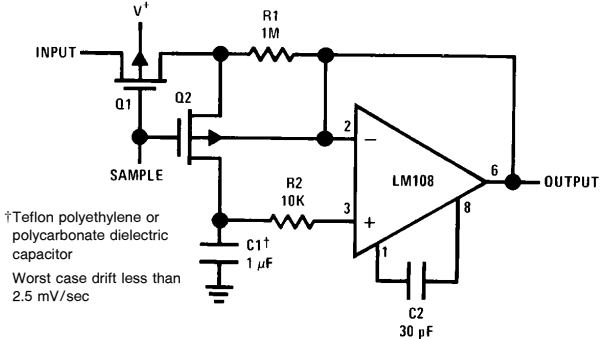 V+
R1
1M
INPUT
Q1
Q2
SAMPLE
2
−
LM108
6
OUTPUT
R2
10K
3
+
8
1
C1†
1 μF
C2
30 pF
†Teflon polyethylene or
polycarbonate dielectric
capacitor
Worst case drift less than
2.5 mV/sec